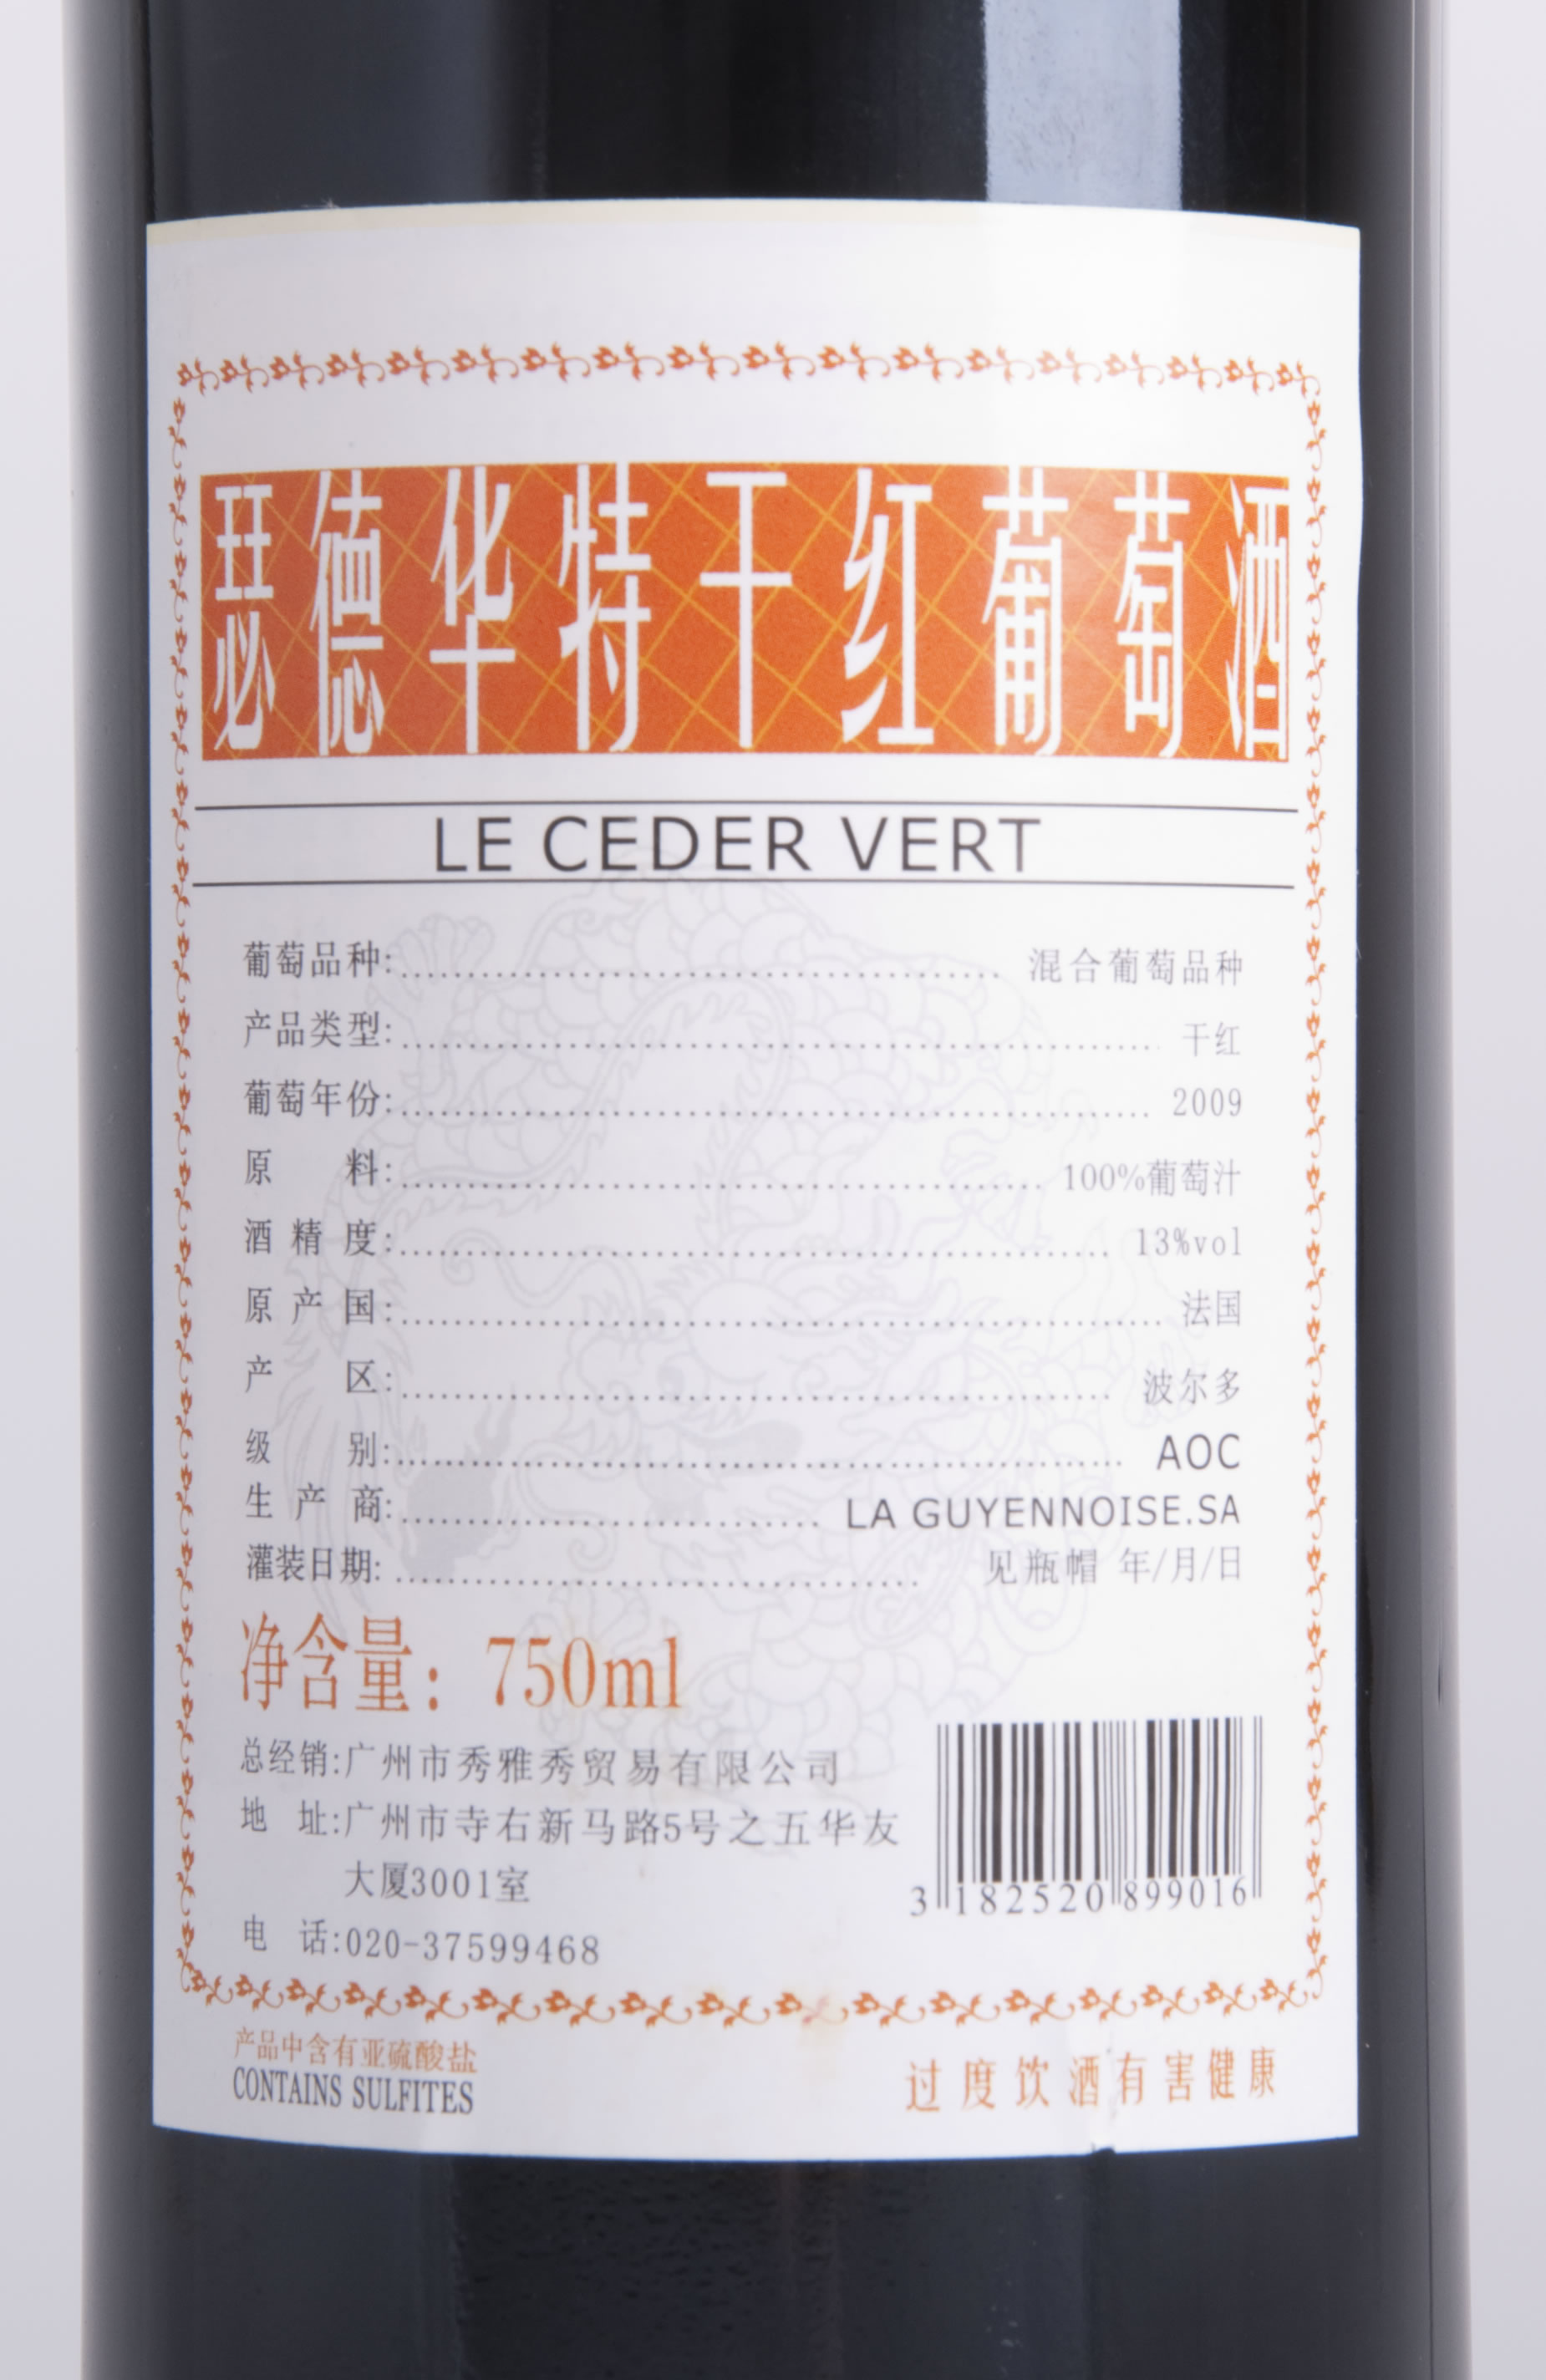 瑟德华特干红葡萄酒
LE CEDER VERT
葡萄品种:........................................ 混合葡萄品种
产品类型:........................................ 干红
葡萄年份:........................................ 2009
原 料:........................................ 100%葡萄汁
酒精度:........................................ 13%vol
原产国:........................................ 法国
产 区:........................................ 波尔多
级 别:........................................ AOC
生产商:........................................ LA GUYENNOISE.SA
灌装日期:........................................ 见瓶帽 年/月/日
净含量：750ml
总经销:广州市秀雅秀贸易有限公司
地 址:广州市寺右新马路5号之五华友
大厦3001室
电 话:020-37599468
3 182520 899016
产品中含有亚硫酸盐
CONTAINS SULFITES
过度饮酒有害健康